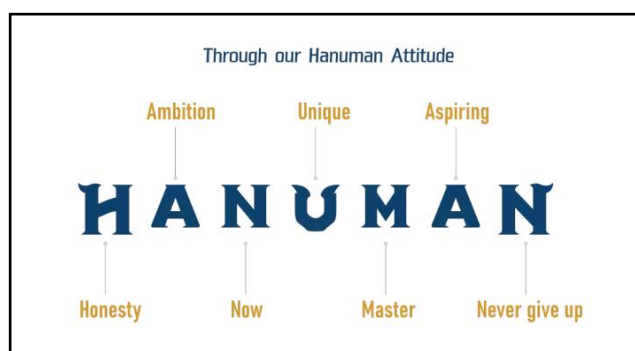 Through our Hanuman Attitude
Ambition Unique Aspiring
HANUMAN
Honesty Now Master Never give up